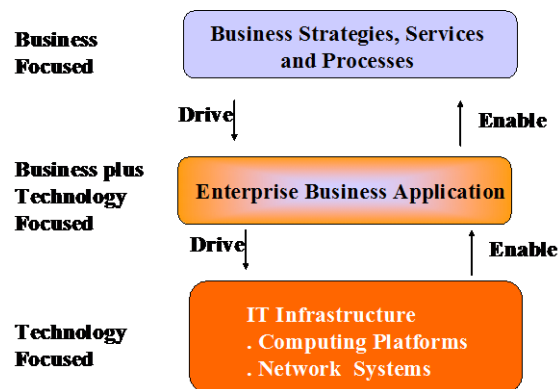 Business
Focused
Business Strategies, Services
and Processes
Drive
Enable
Business plus
Technology
Focused
Enterprise Business Application
Drive
Enable
Technology
Focused
IT Infrastructure
. Computing Platforms
. Network Systems